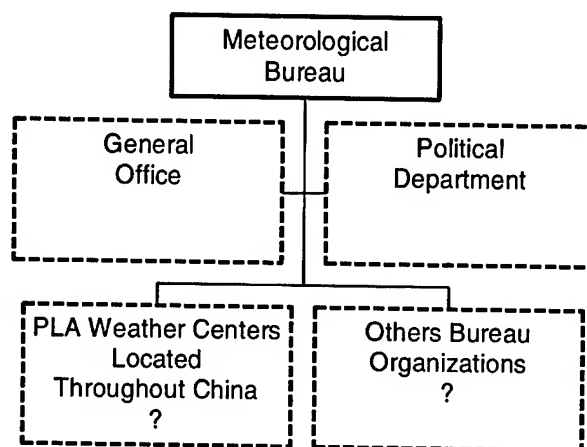 Meteorological
Bureau
General
Office
Political
Department
PLA Weather Centers
Located
Throughout China
?
Others Bureau
Organizations
?